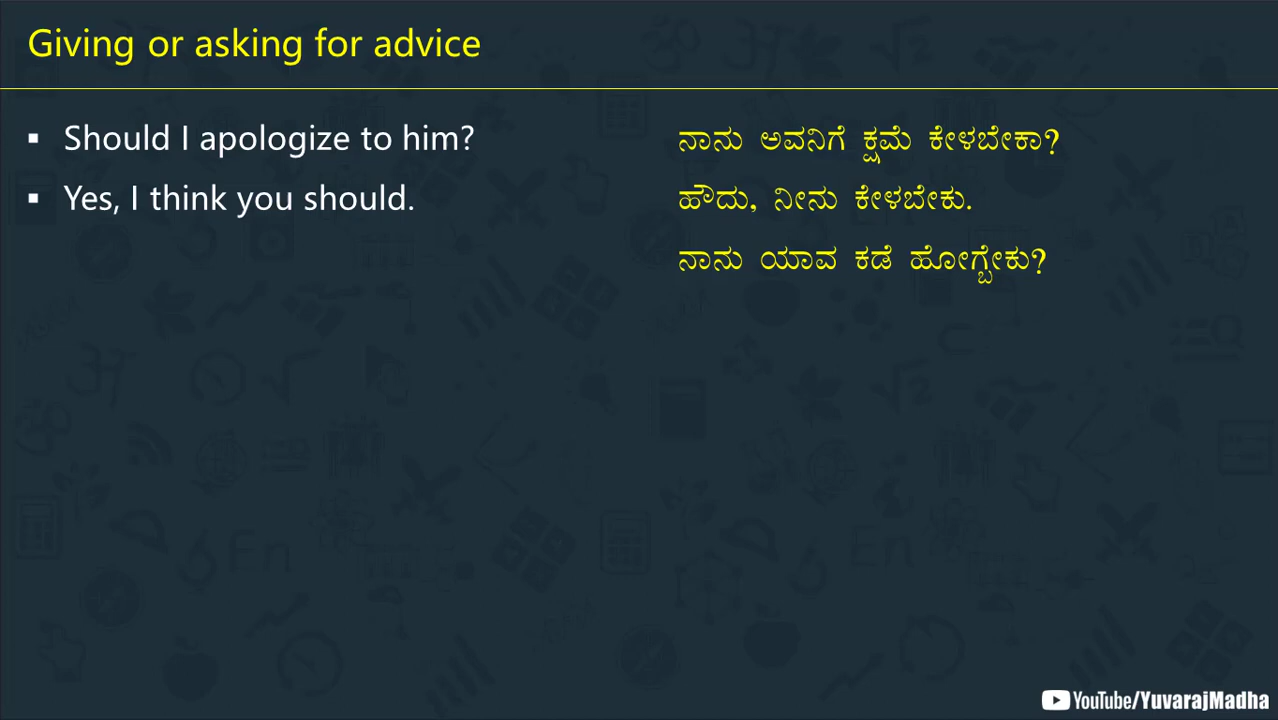 Giving or asking for advice
▪ Should I apologize to him? ನಾನು ಅವನಿಗೆ ಕ್ಷಮೆ ಕೇಳಬೇಕಾ?
▪ Yes, I think you should. ಹೌದು, ನೀನು ಕೇಳಬೇಕು.
ನಾನು ಯಾವ ಕಡೆ ಹೋಗ್ಬೇಕು?
YouTube/YuvarajMadha